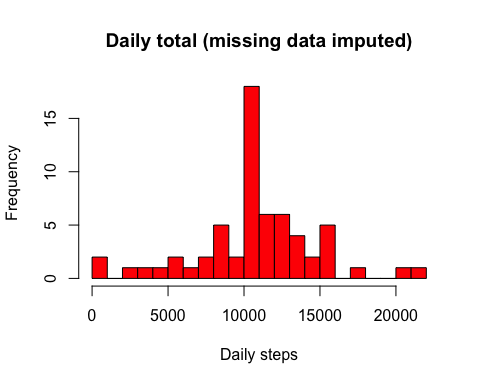 Daily total (missing data imputed)
Frequency
15
10
5
0
0 5000 10000 15000 20000
Daily steps